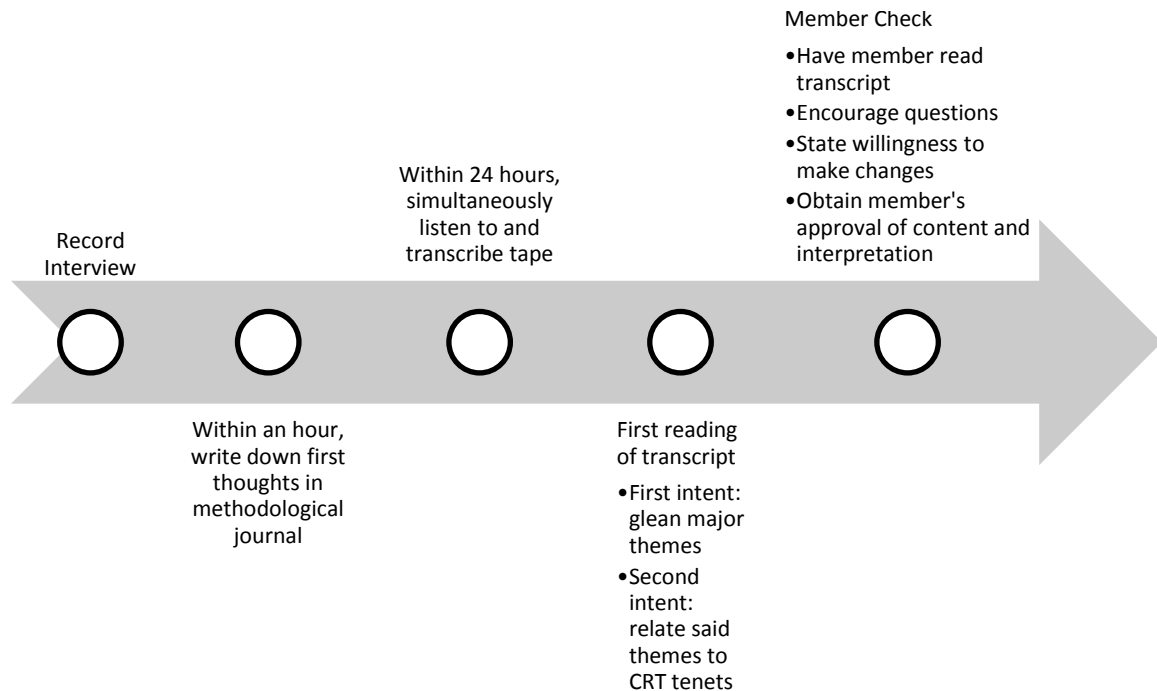 Record
Interview
Within an hour,
write down first
thoughts in
methodological
journal
Within 24 hours,
simultaneously
listen to and
transcribe tape
First reading
of transcript
•First intent:
glean major
themes
•Second
intent:
relate said
themes to
CRT tenets
Member Check
•Have member read
transcript
•Encourage questions
•State willingness to
make changes
•Obtain member's
approval of content and
interpretation